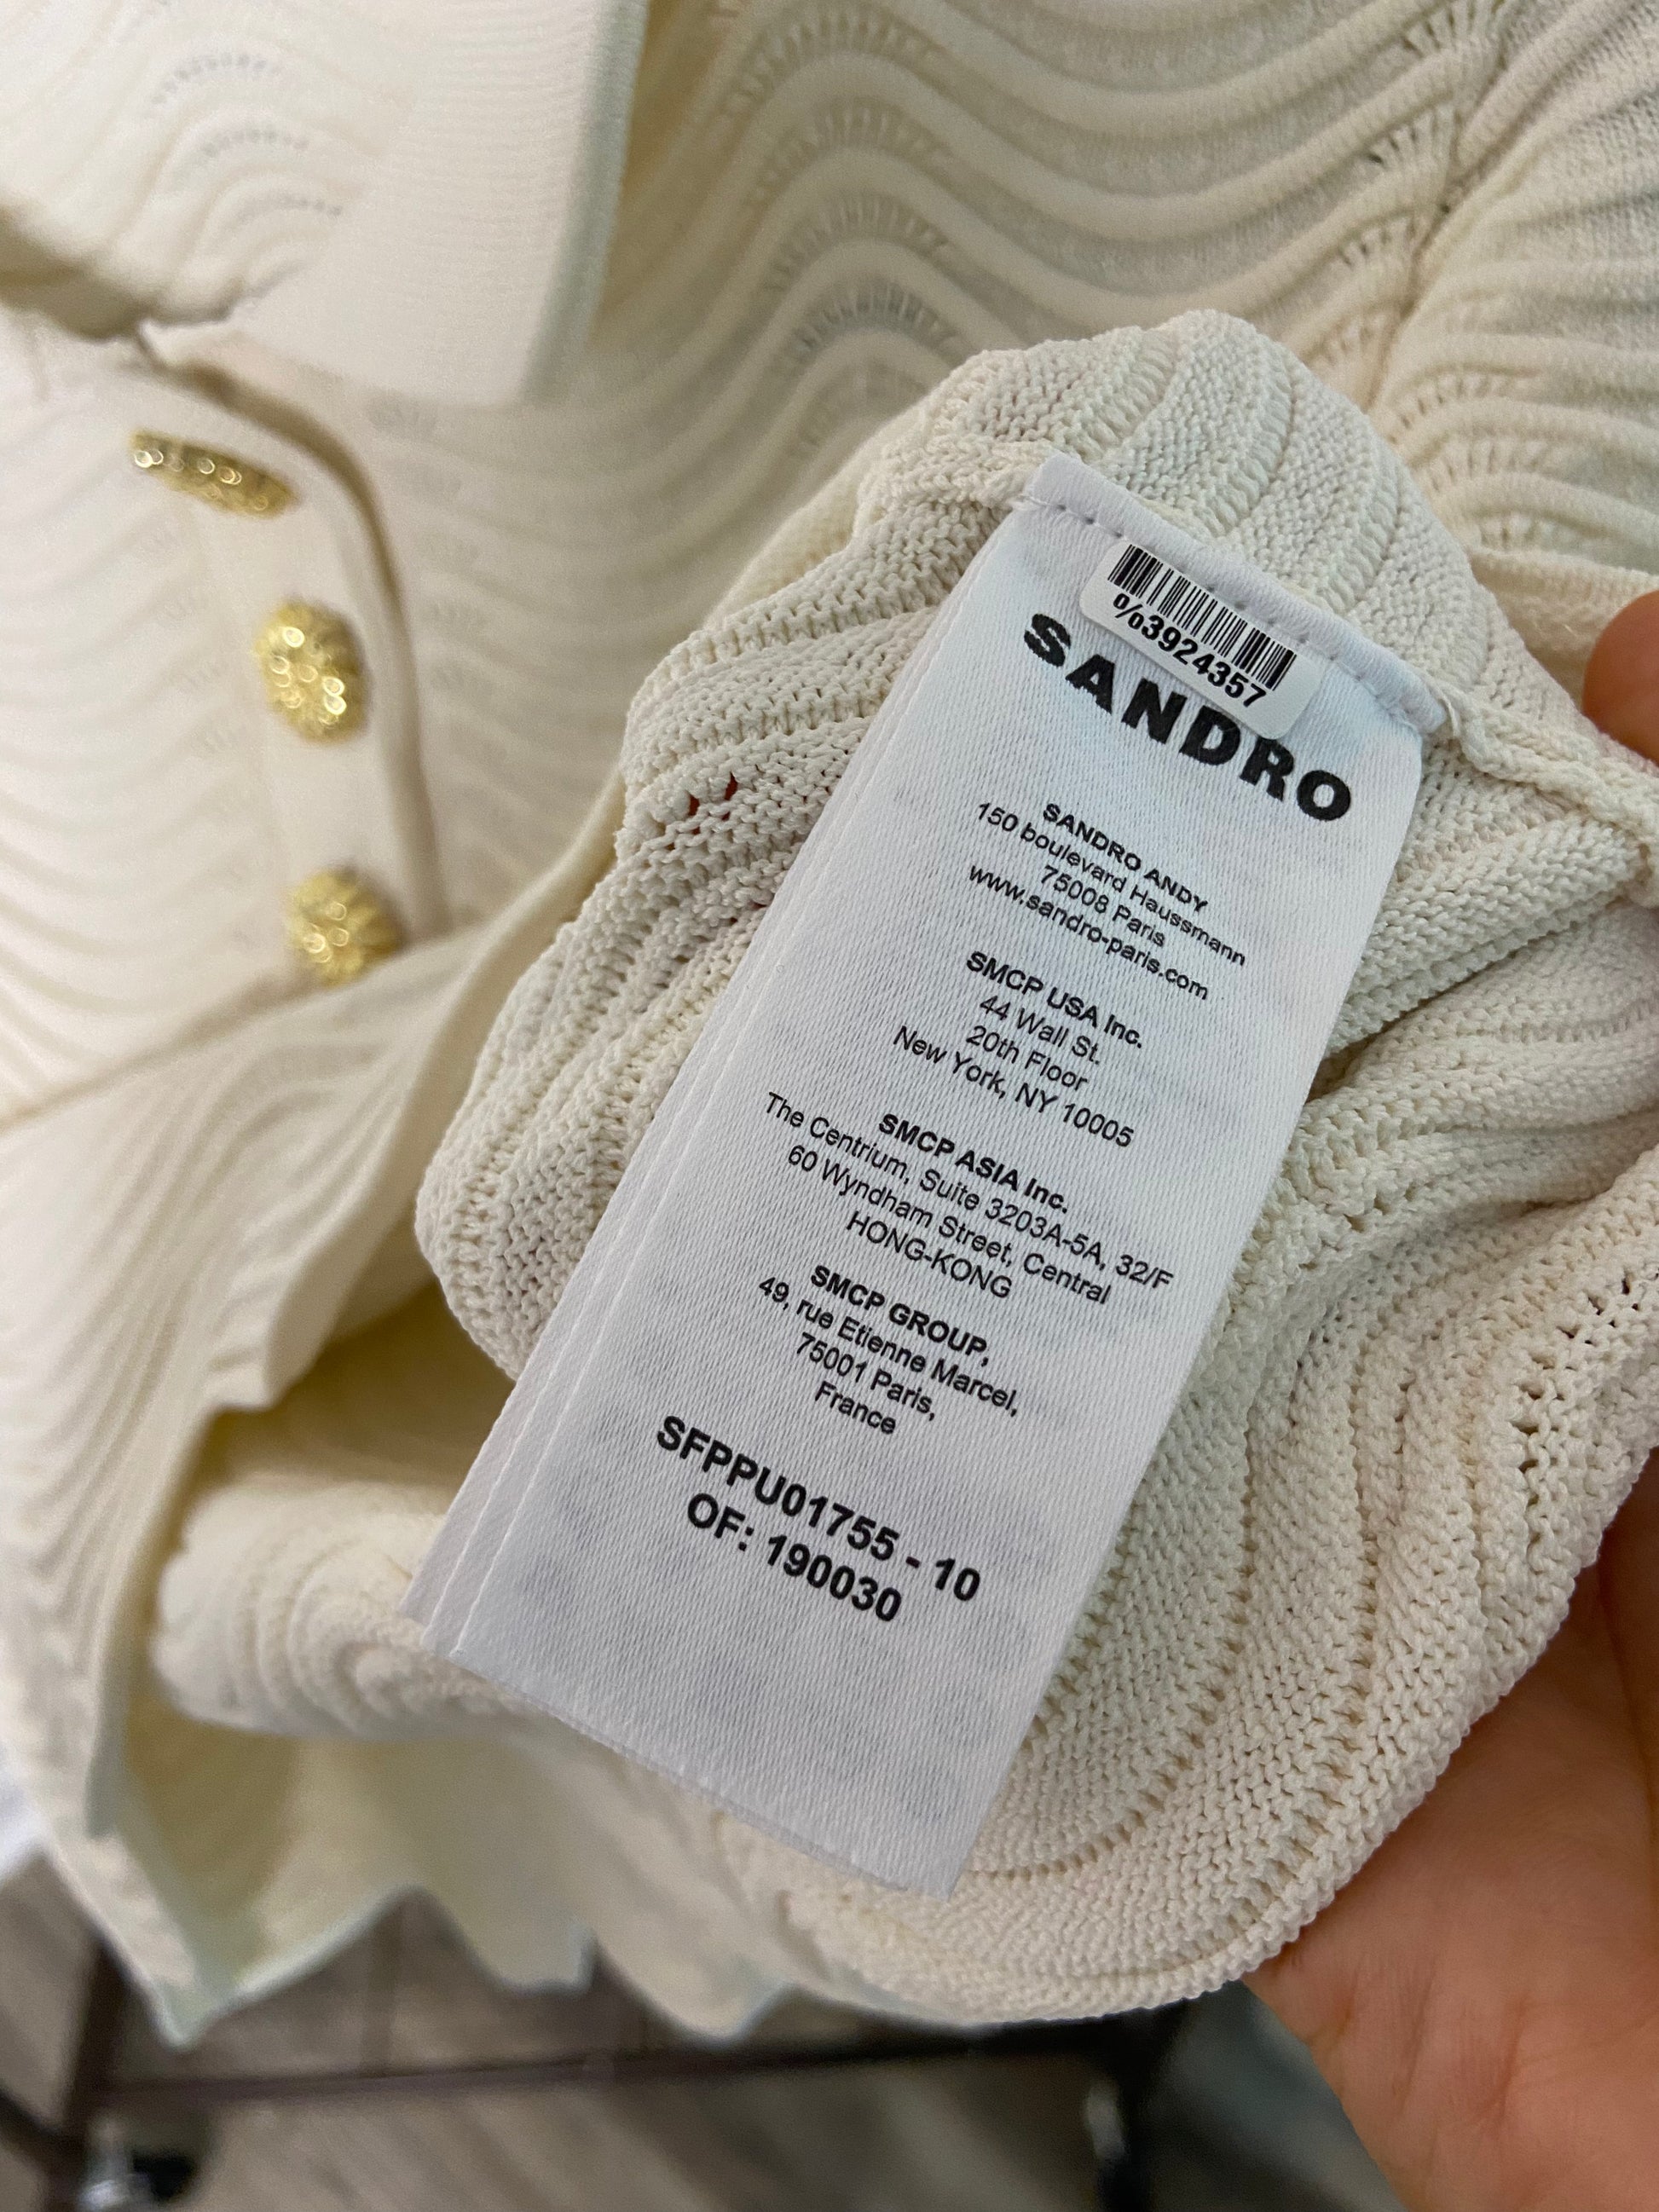 %3924357
SANDRO
SANDRO ANDY
150 boulevard Haussmann
75008 Paris
www.sandro-paris.com
SMCP USA Inc.
44 Wall St.
20th Floor
New York, NY 10005
SMCP ASIA Inc.
The Centrium, Suite 3203A-5A, 32/F
60 Wyndham Street, Central
HONG-KONG
SMCP GROUP,
49, rue Etienne Marcel,
75001 Paris,
France
SFPPU01755 - 10
OF: 190030